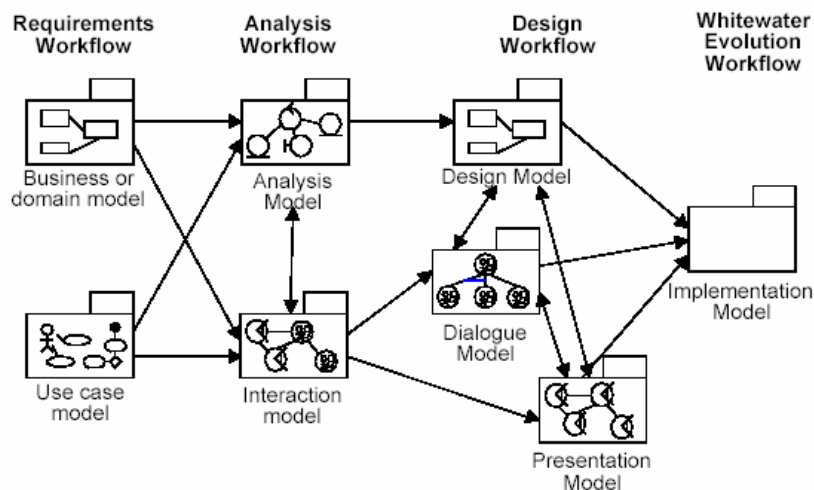 Requirements
Workflow
Analysis
Workflow
Design
Workflow
Whitewater
Evolution
Workflow
Business or
domain model
Analysis
Model
Design Model
Dialogue
Model
Implementation
Model
Use case
model
Interaction
model
Presentation
Model